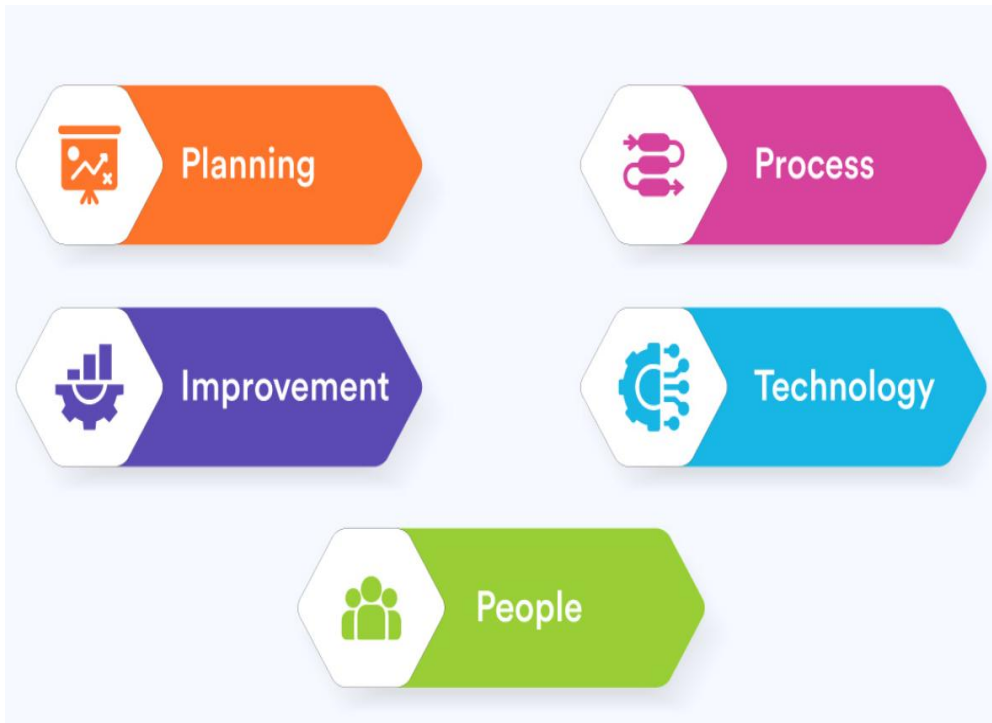 Planning
Process
Improvement
Technology
People